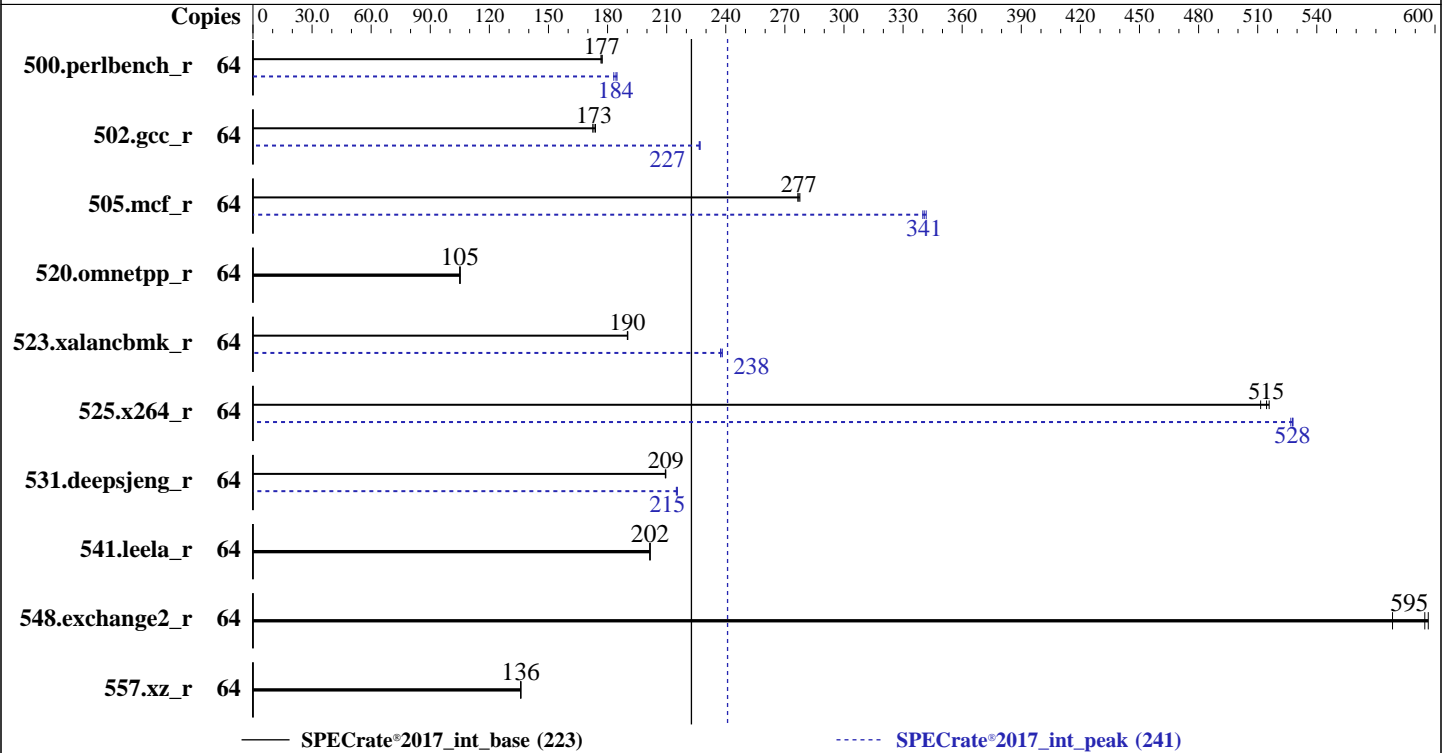 Copies 0 30.0 60.0 90.0 120 150 180 210 240 270 300 330 360 390 420 450 480 510 540 600
177
500.perlbench_r 64
184
173
502.gcc_r 64
227
277
505.mcf_r 64
341
105
520.omnetpp_r 64
190
523.xalancbmk_r 64
238
515
525.x264_r 64
528
209
531.deepsjeng_r 64
215
202
541.leela_r 64
595
548.exchange2_r 64
136
557.xz_r 64
SPECrate®2017_int_base (223) SPECrate®2017_int_peak (241)